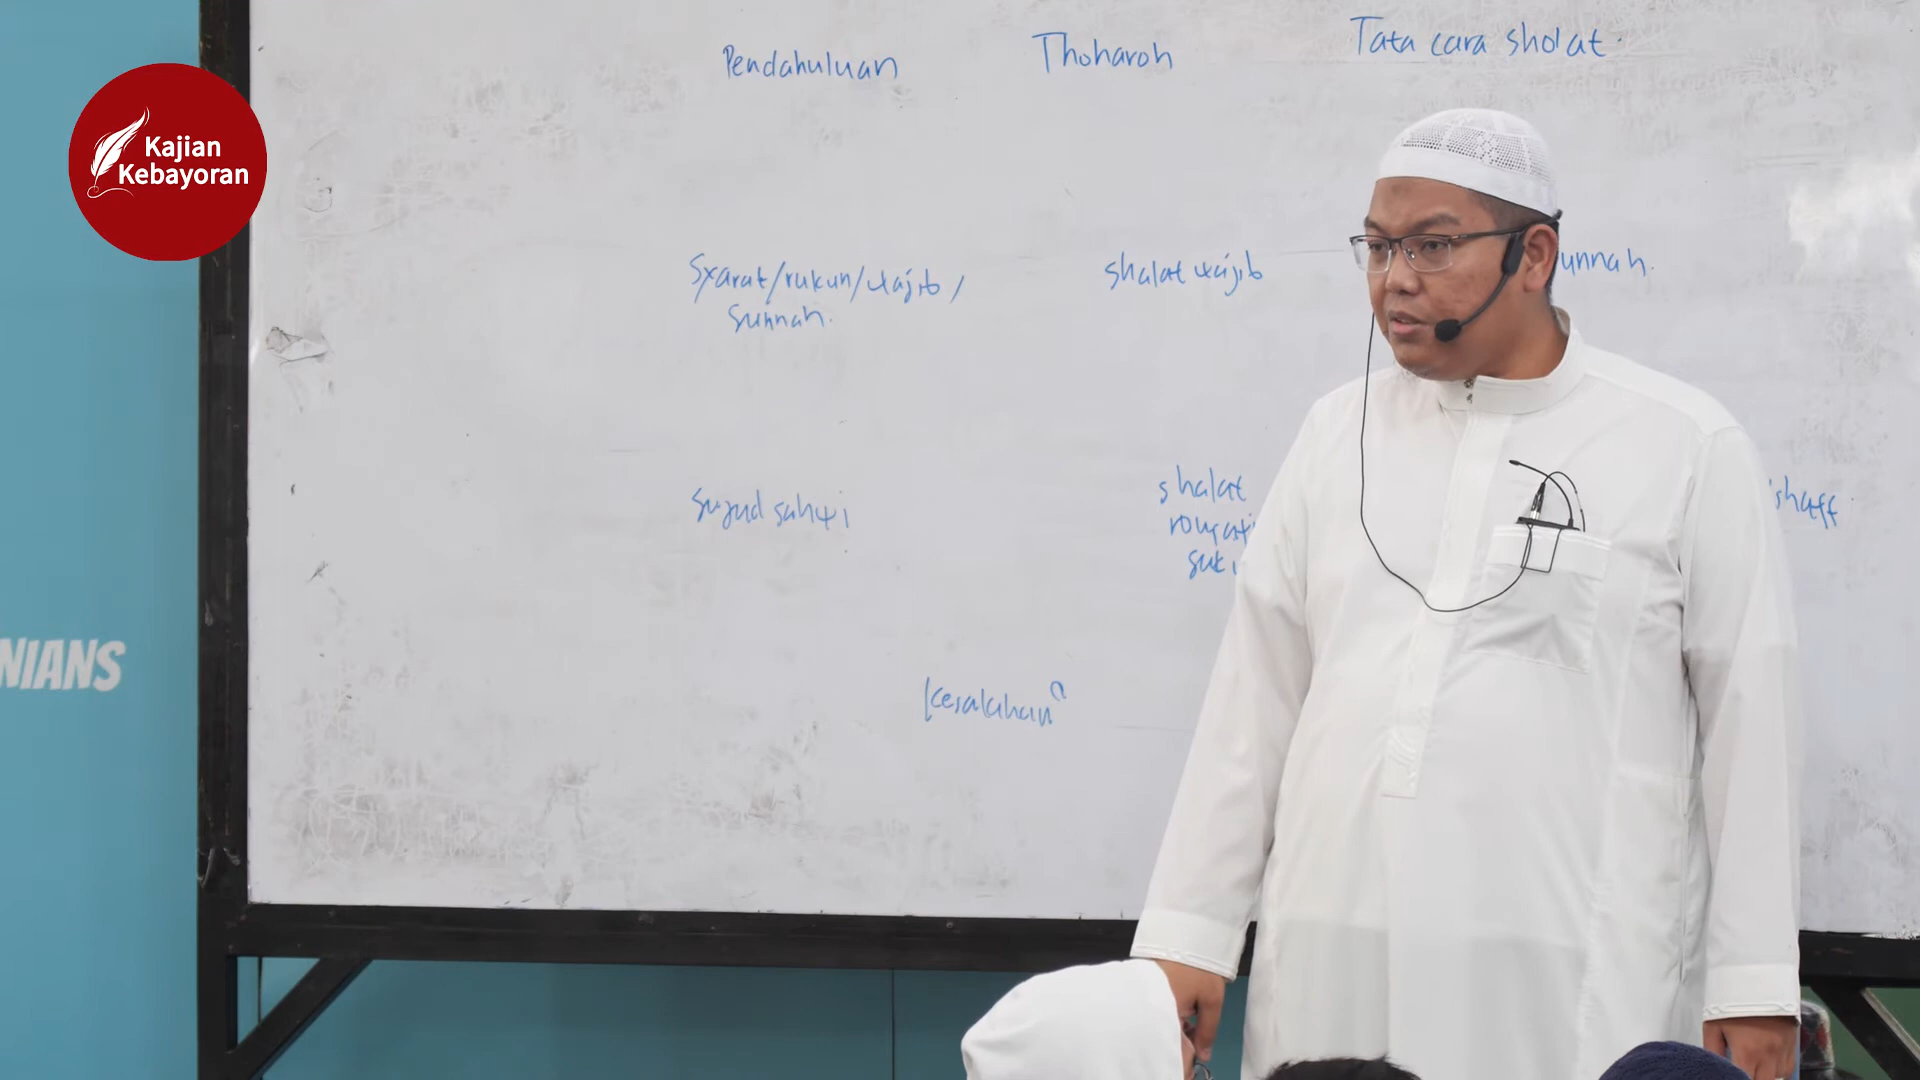 Pendahuluan
Thoharoh
Tata cara sholat.
Kajian
Kebayoran
Syarat/rukun/wajib/
sunnah.
shalat wajib
unnah.
sujud sahwi
shalat
shaff
kesalahan
NIANS